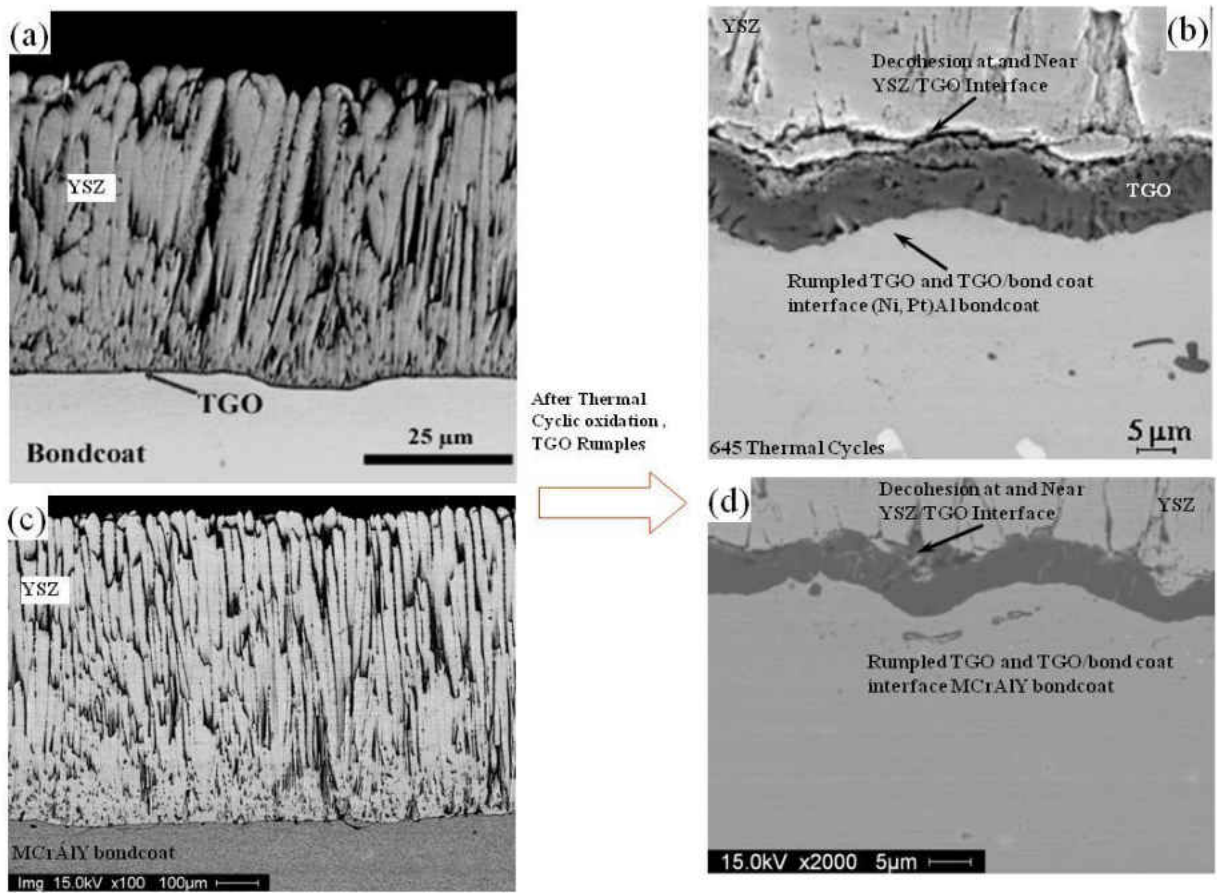 (a)
YSZ
TGO
25 µm
Bondcoat
(b)
YSZ
Decohesion at and Near
YSZ/TGO Interface
TGO
Rumpled TGO and TGO/bond coat
interface (Ni, Pt)Al bondcoat
645 Thermal Cycles
5 µm
After Thermal
Cyclic oxidation ,
TGO Rumples
(c)
YSZ
MCrAlY bondcoat
Img 15.0kV x100 100µm
(d)
Decohesion at and Near
YSZ/TGO Interface
YSZ
Rumpled TGO and TGO/bond coat
interface MCrAlY bondcoat
15.0kV x2000 5µm